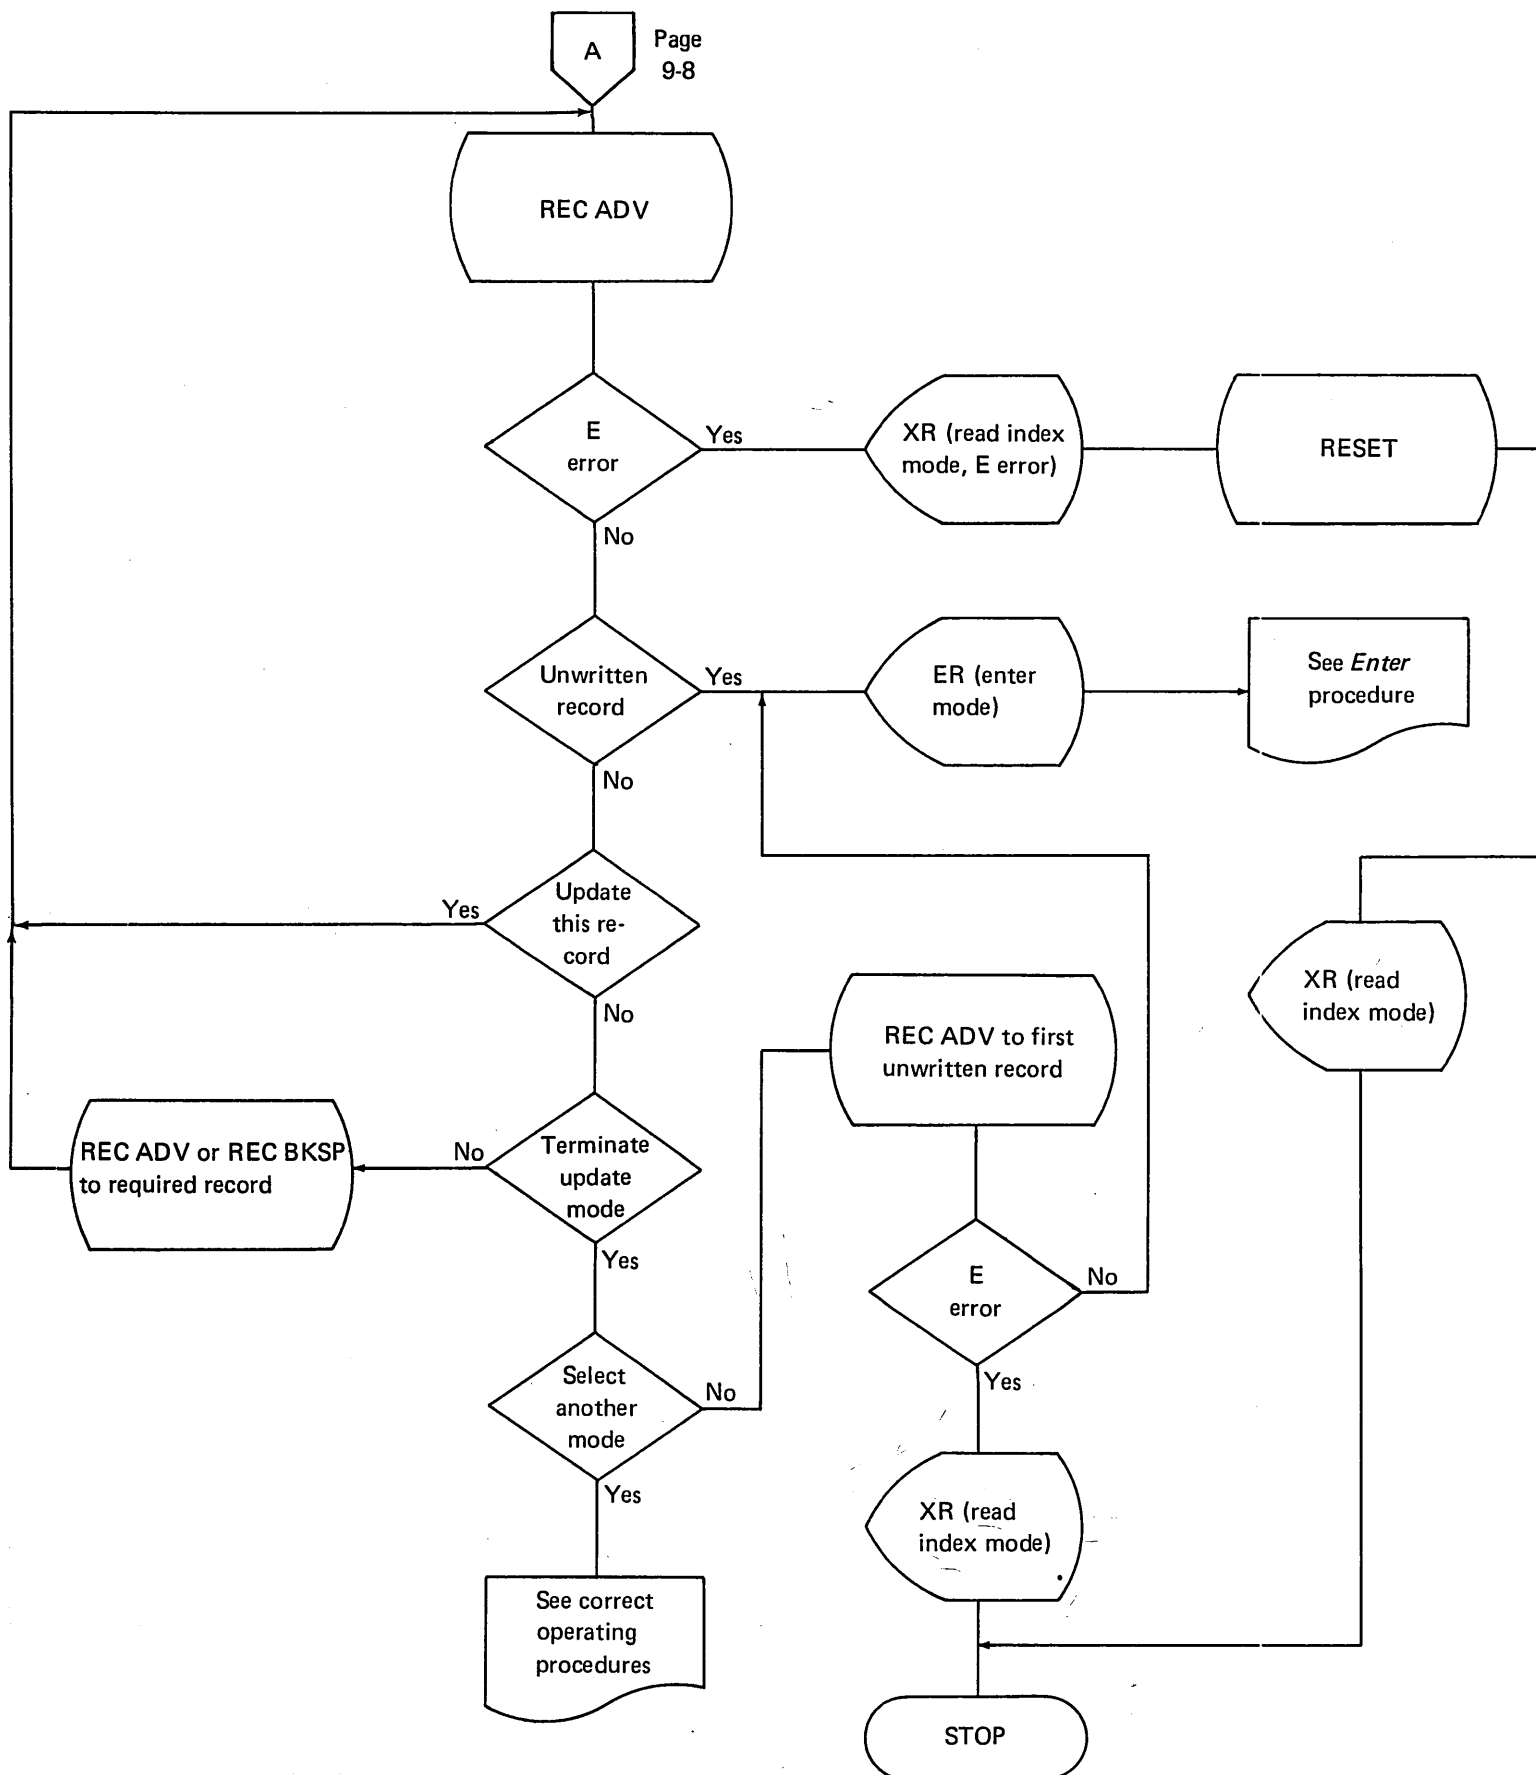 A
Page
9-8
REC ADV
E
error
Yes
No
XR (read index
mode, E error)
RESET
Unwritten
record
Yes
No
ER (enter
mode)
See Enter
procedure
Update
this re-
cord
Yes
No
XR (read
index mode)
REC ADV to first
unwritten record
Terminate
update
mode
No
Yes
REC ADV or REC BKSP
to required record
E
error
No
Yes
Select
another
mode
No
Yes
XR (read
index mode)
See correct
operating
procedures
STOP